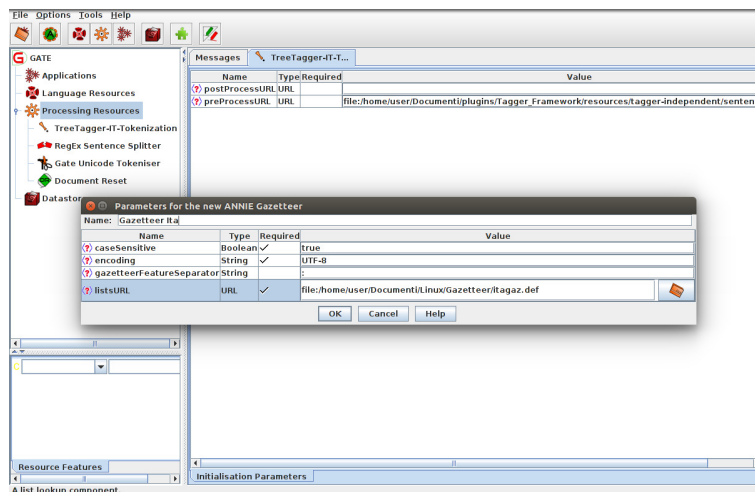 File Options Tools Help
GATE
Applications
Language Resources
Processing Resources
TreeTagger-IT-Tokenization
RegEx Sentence Splitter
Gate Unicode Tokeniser
Document Reset
Datastor
Messages TreeTagger-IT-T...
Name Type Required Value
(?) postProcessURL URL
(?) preProcessURL URL file:/home/user/Documenti/plugins/Tagger_Framework/resources/tagger-independent/senten
Parameters for the new ANNIE Gazetteer
Name: Gazetteer Ita
Name Type Required Value
(?) caseSensitive Boolean ✓ true
(?) encoding String ✓ UTF-8
(?) gazetteerFeatureSeparator String :
(?) listsURL URL ✓ file:/home/user/Documenti/Linux/Gazetteer/itagaz.def
OK Cancel Help
C
Resource Features
Initialisation Parameters
A list lookup component.